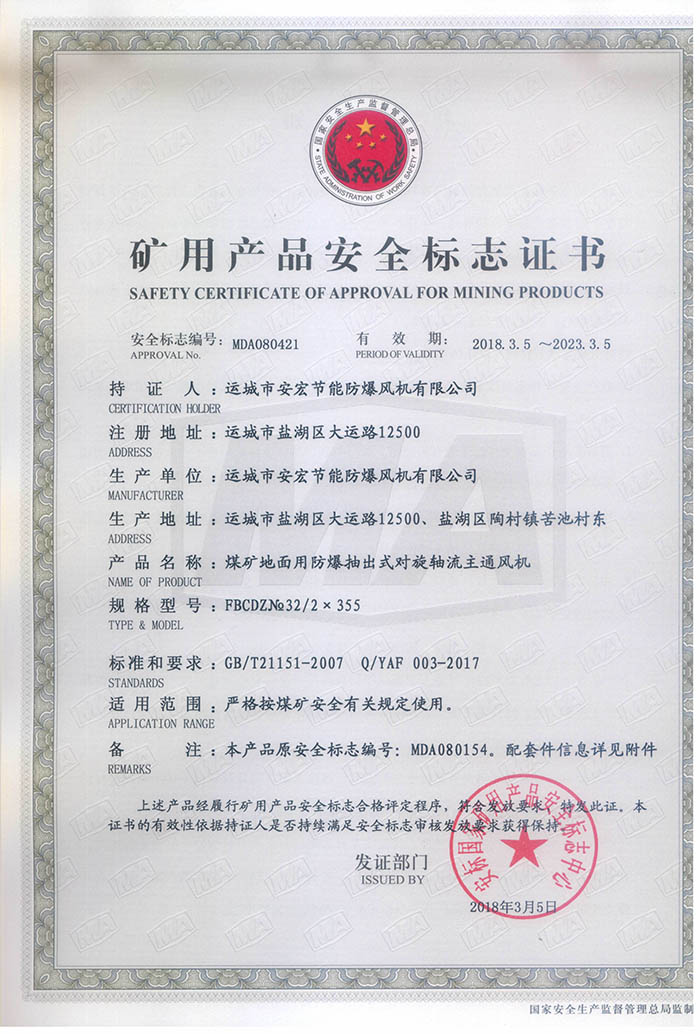 国家安全生产监督管理总局
STATE ADMINISTRATION OF WORK SAFETY
矿用产品安全标志证书
SAFETY CERTIFICATE OF APPROVAL FOR MINING PRODUCTS
安全标志编号: MDA080421 有效期: 2018.3.5 ~2023.3.5
APPROVAL No. PERIOD OF VALIDITY
持证人:运城市安宏节能防爆风机有限公司
CERTIFICATION HOLDER
注册地址:运城市盐湖区大运路12500
ADDRESS
生产单位:运城市安宏节能防爆风机有限公司
MANUFACTURER
生产地址:运城市盐湖区大运路12500、盐湖区陶村镇苦池村东
ADDRESS
产品名称:煤矿地面用防爆抽出式对旋轴流主通风机
NAME OF PRODUCT
规格型号:FBCDZ№32/2×355
TYPE & MODEL
标准和要求:GB/T21151-2007 Q/YAF 003-2017
STANDARDS
适用范围:严格按煤矿安全有关规定使用。
APPLICATION RANGE
备注:本产品原安全标志编号:MDA080154。配套件信息详见附件
REMARKS
上述产品经履行矿用产品安全标志合格评定程序,符合发放要求,特发此证。本
证书的有效性依据持证人是否持续满足安全标志审核发放要求获得保持。
安标国家矿用产品安全标志中心
发证部门
ISSUED BY
2018年3月5日
国家安全生产监督管理总局监制
MA